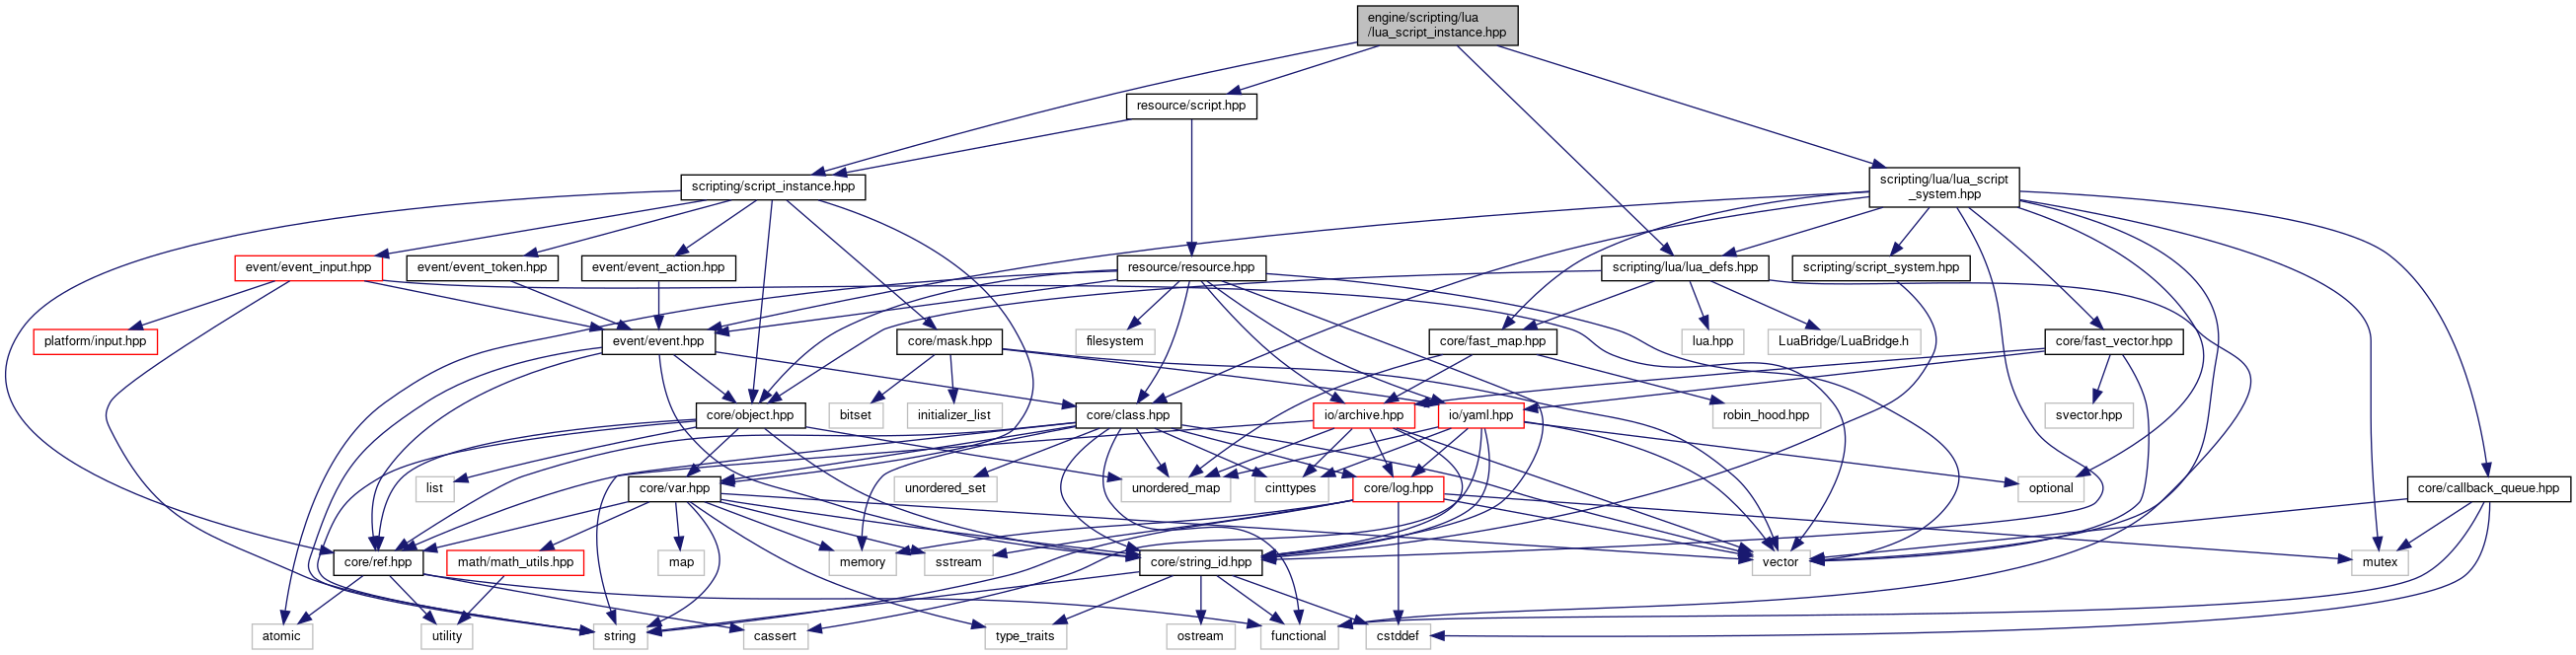 engine/scripting/lua
/lua_script_instance.hpp
resource/script.hpp
scripting/script_instance.hpp
scripting/lua/lua_script
_system.hpp
event/event_input.hpp
event/event_token.hpp
event/event_action.hpp
resource/resource.hpp
scripting/lua/lua_defs.hpp
scripting/script_system.hpp
platform/input.hpp
event/event.hpp
core/mask.hpp
filesystem
core/fast_map.hpp
lua.hpp
LuaBridge/LuaBridge.h
core/fast_vector.hpp
core/object.hpp
bitset
initializer_list
core/class.hpp
io/archive.hpp
io/yaml.hpp
robin_hood.hpp
svector.hpp
list
core/var.hpp
unordered_set
unordered_map
cinttypes
core/log.hpp
optional
core/callback_queue.hpp
core/ref.hpp
math/math_utils.hpp
map
memory
sstream
core/string_id.hpp
vector
mutex
atomic
utility
string
cassert
type_traits
ostream
functional
cstddef